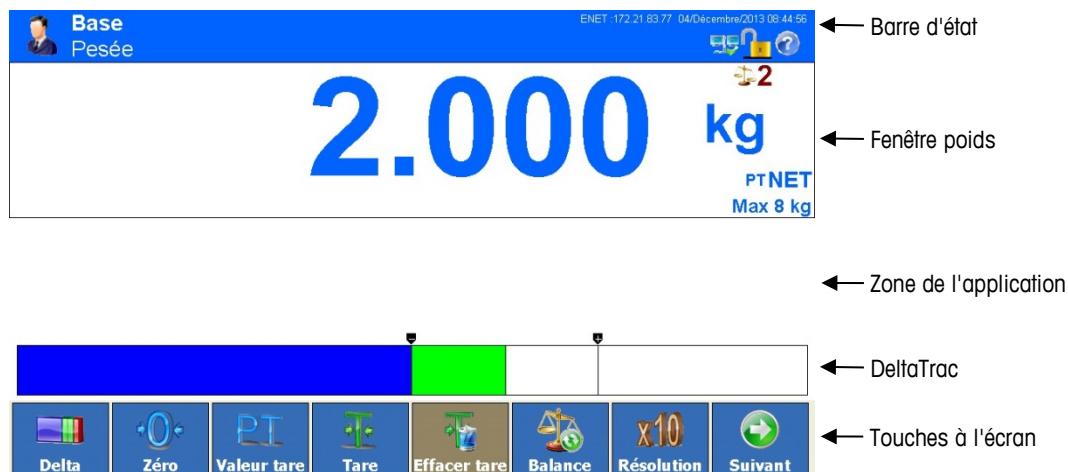 Base
Pesée
ENET :172.21.83.77 04/Décembre/2013 08:44:56
Barre d'état
2
2.000 kg
Fenêtre poids
PT NET
Max 8 kg
Zone de l'application
- +
DeltaTrac
PT x10
Delta Zéro Valeur tare Tare Effacer tare Balance Résolution Suivant
Touches à l'écran